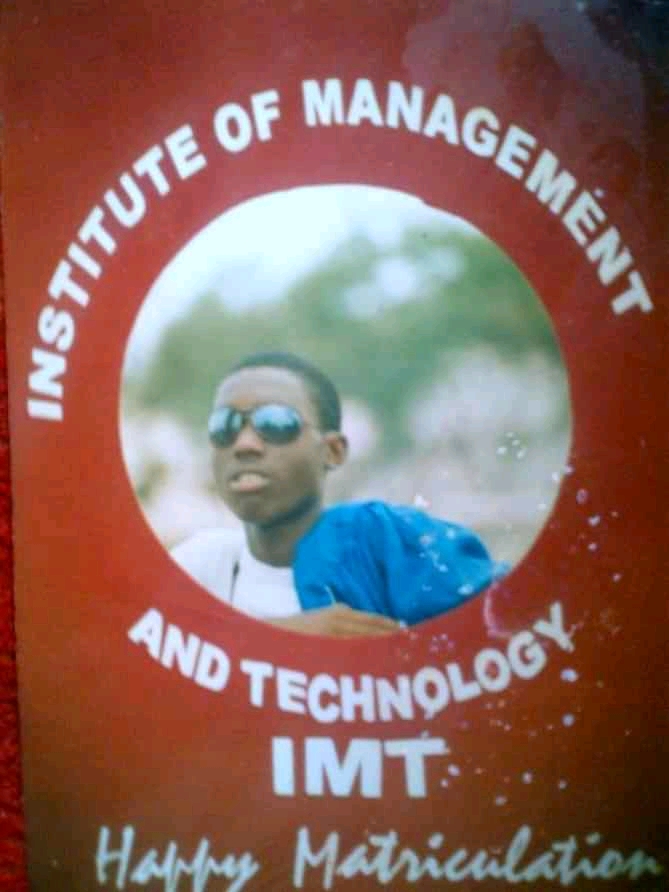 INSTITUTE OF MANAGEMENT
AND TECHNOLOGY
IMT
Happy Matriculation